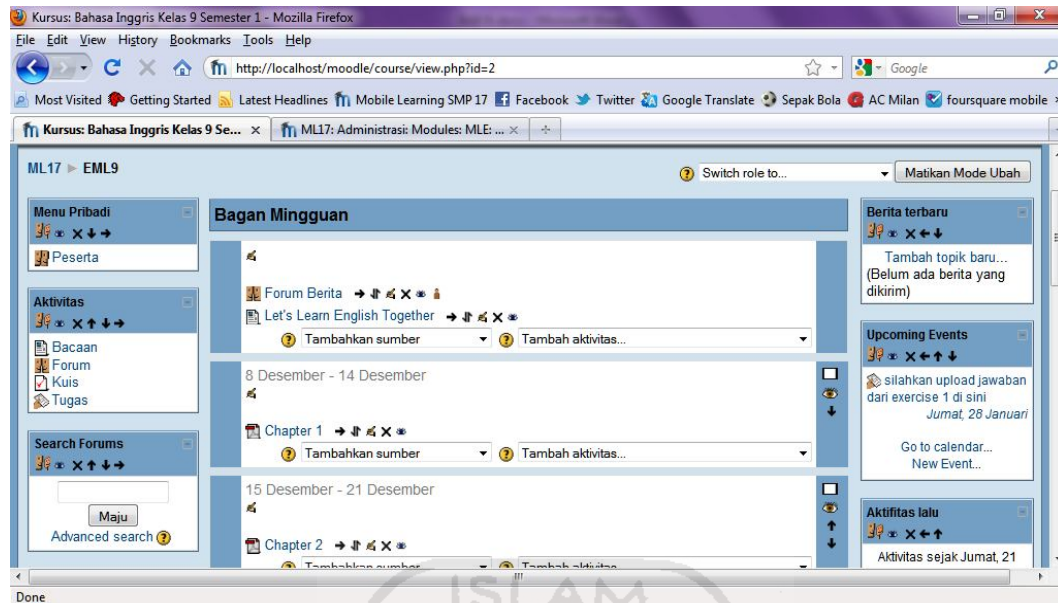 Kursus: Bahasa Inggris Kelas 9 Semester 1 - Mozilla Firefox
File Edit View History Bookmarks Tools Help
http://localhost/moodle/course/view.php?id=2
Google
Most Visited Getting Started Latest Headlines Mobile Learning SMP 17 Facebook Twitter Google Translate Sepak Bola AC Milan foursquare mobile
Kursus: Bahasa Inggris Kelas 9 Se...
ML17: Administrasi: Modules: MLE: ...
ML17 ► EML9
Switch role to...
Matikan Mode Ubah
Menu Pribadi
Peserta
Aktivitas
Bacaan
Forum
Kuis
Tugas
Search Forums
Maju
Advanced search
Bagan Mingguan
Forum Berita
Let's Learn English Together
Tambahkan sumber Tambah aktivitas...
8 Desember - 14 Desember
Chapter 1
Tambahkan sumber Tambah aktivitas...
15 Desember - 21 Desember
Chapter 2
Tambahkan sumber Tambah aktivitas...
Berita terbaru
Tambah topik baru...
(Belum ada berita yang
dikirim)
Upcoming Events
silahkan upload jawaban
dari exercise 1 di sini
Jumat, 28 Januari
Go to calendar...
New Event...
Aktifitas lalu
Aktivitas sejak Jumat, 21
Done
ISLAM